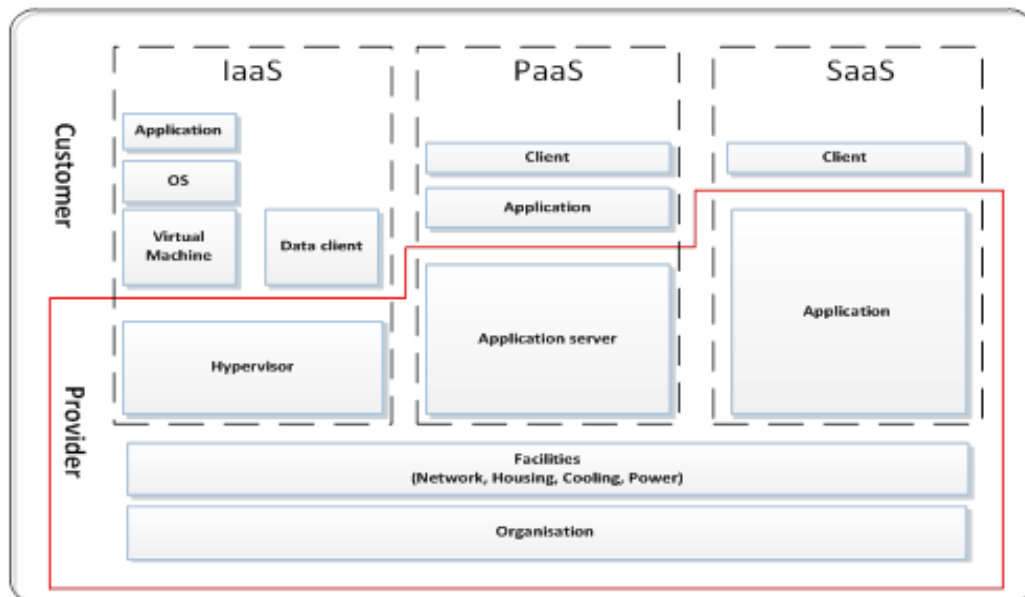 IaaS
PaaS
SaaS
Customer
Application
OS
Virtual
Machine
Data client
Client
Application
Client
Hypervisor
Application server
Application
Provider
Facilities
(Network, Housing, Cooling, Power)
Organisation